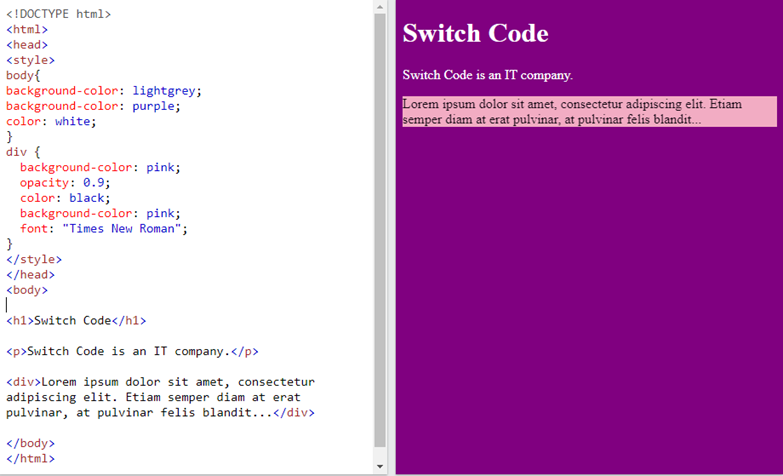 <!DOCTYPE html>
<html>
<head>
<style>
body{
background-color: lightgrey;
background-color: purple;
color: white;
}
div {
  background-color: pink;
  opacity: 0.9;
  color: black;
  background-color: pink;
  font: "Times New Roman";
}
</style>
</head>
<body>

<h1>Switch Code</h1>

<p>Switch Code is an IT company.</p>

<div>Lorem ipsum dolor sit amet, consectetur
adipiscing elit. Etiam semper diam at erat
pulvinar, at pulvinar felis blandit...</div>

</body>
</html>
Switch Code
Switch Code is an IT company.
Lorem ipsum dolor sit amet, consectetur adipiscing elit. Etiam
semper diam at erat pulvinar, at pulvinar felis blandit...